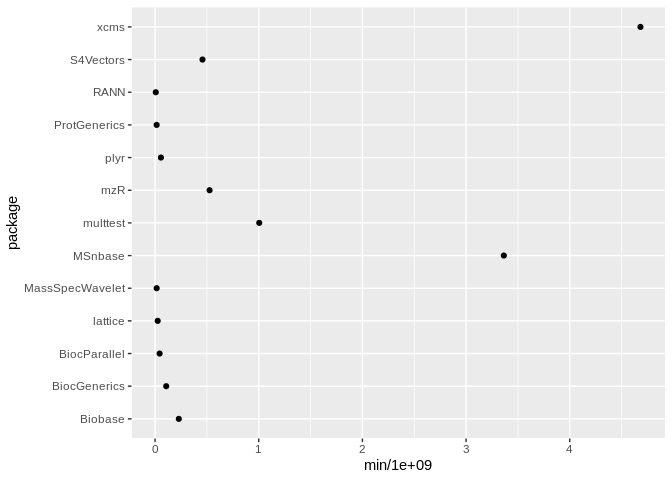 xcms
S4Vectors
RANN
ProtGenerics
plyr
mzR
multtest
MSnbase
MassSpecWavelet
lattice
BiocParallel
BiocGenerics
Biobase
package
0 1 2 3 4
min/1e+09